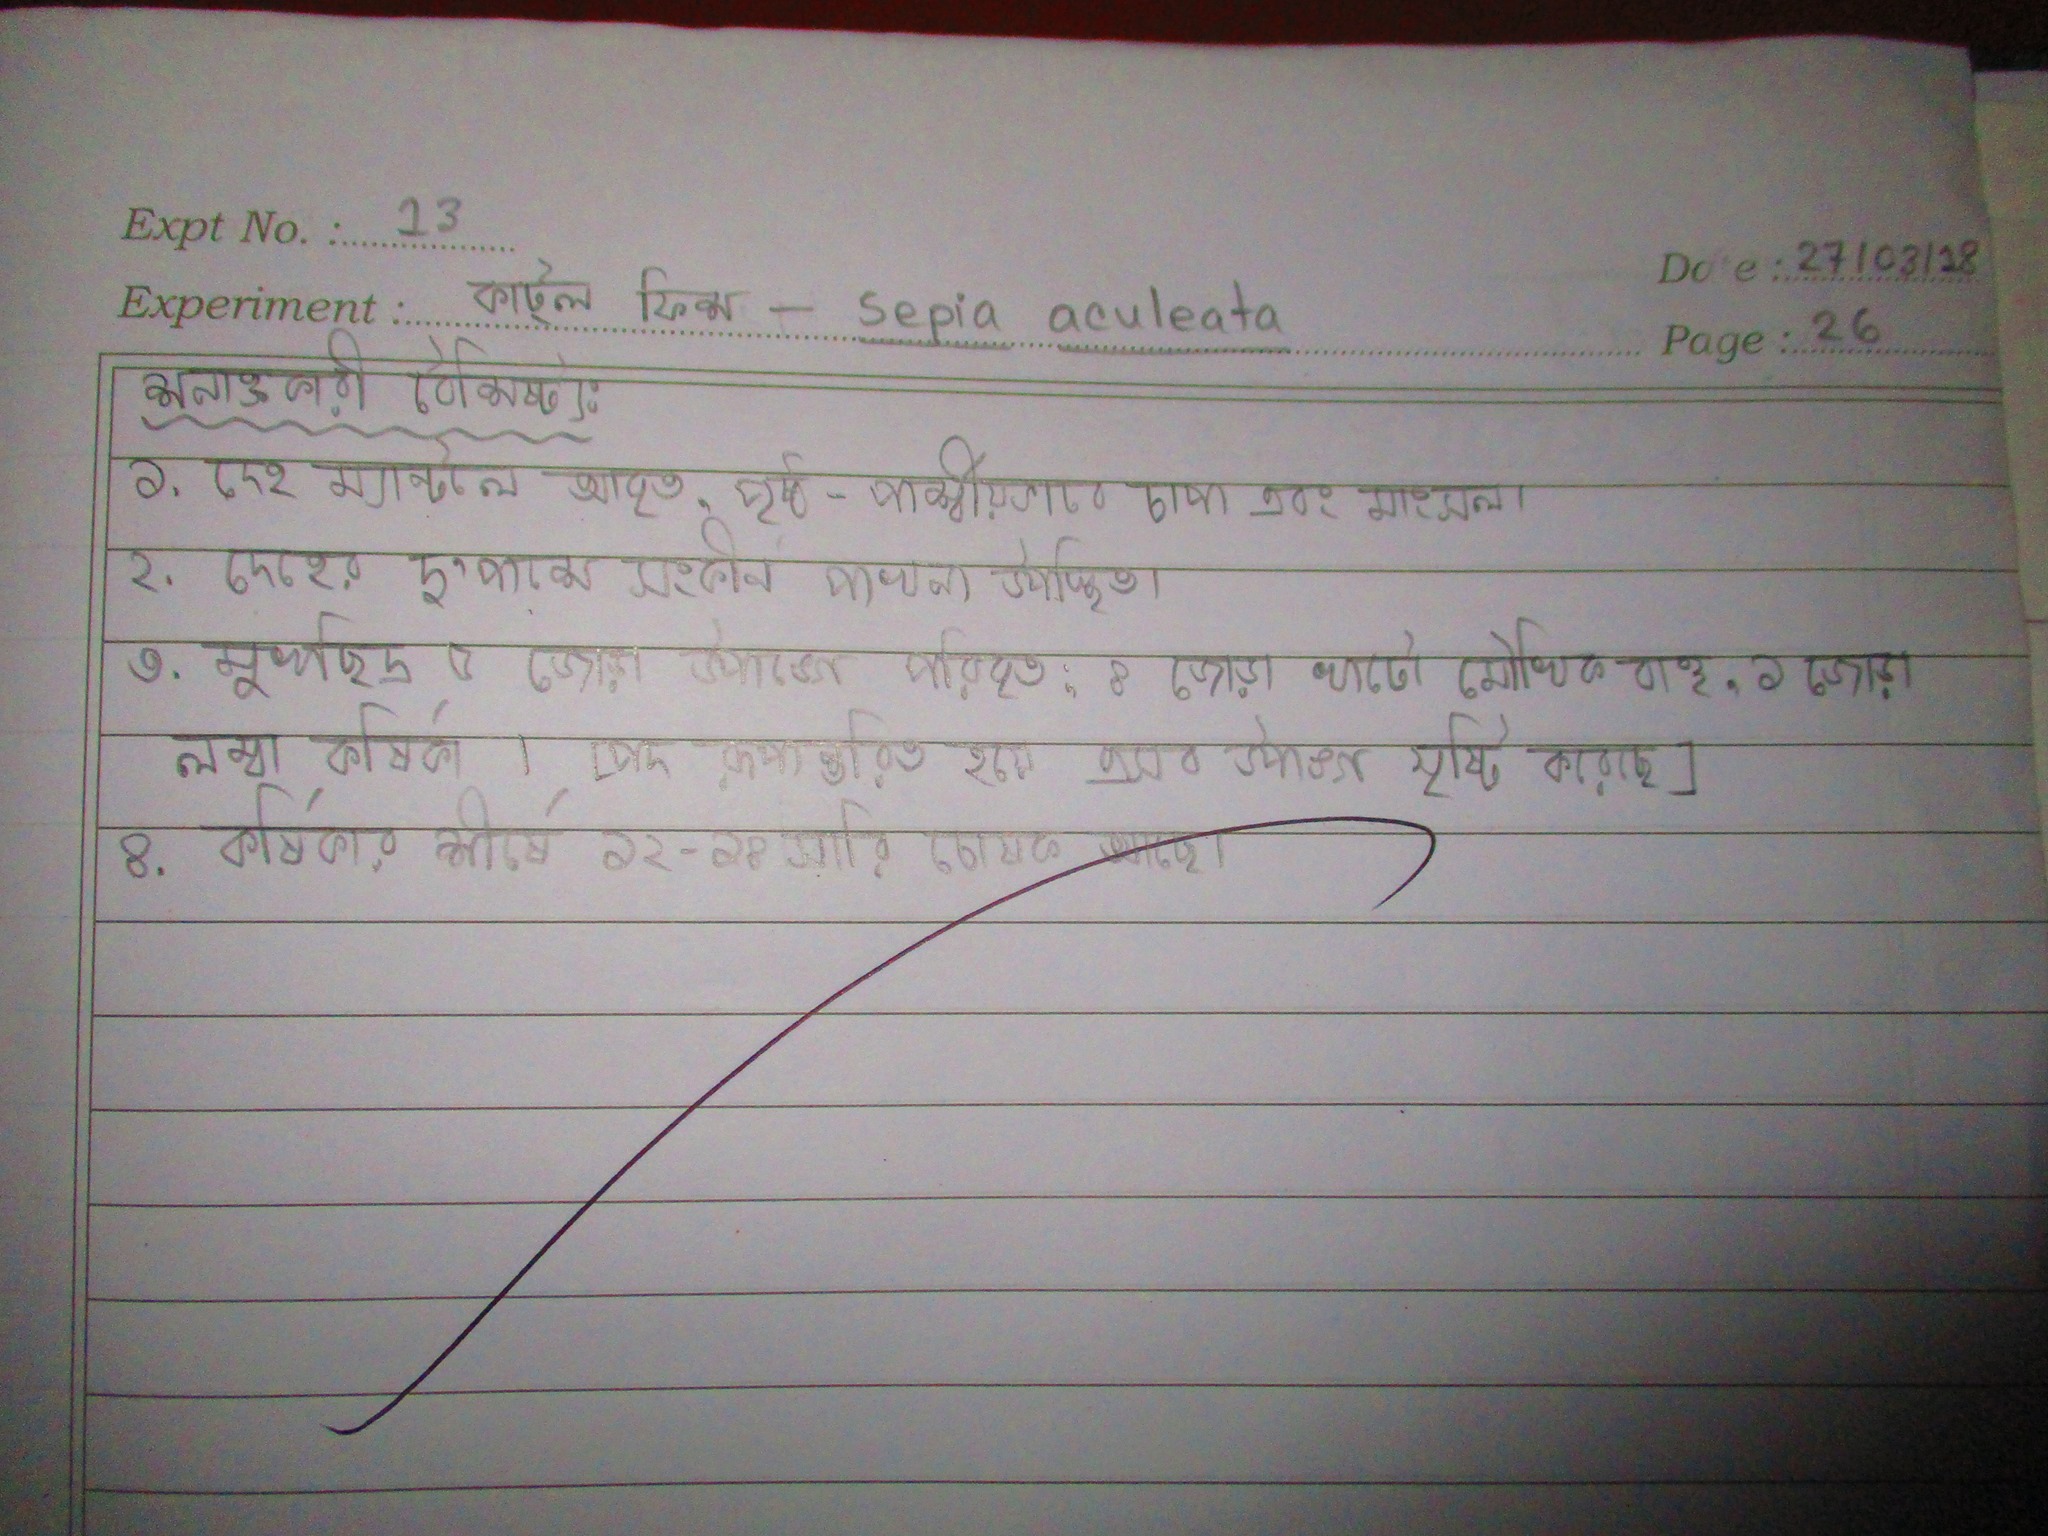 Expt No. : 13
Date : 27/03/18
Experiment : কাটল ফিশ — Sepia aculeata
Page : 26
শনাক্তকারী বৈশিষ্ট্যঃ
১. দেহ ম্যান্টলে আবৃত, পৃষ্ঠ - পার্শ্বীয়ভাবে চাপা এবং মাংসল।
২. দেহের দু'পাশে সংকীর্ণ পাখনা উপস্থিত।
৩. মুখছিদ্র ৫ জোড়া উপাঙ্গে পরিবৃত; ৪ জোড়া খাটো মৌখিক বাহু, ১ জোড়া
লম্বা কর্ষিকা । [পদ রূপান্তরিত হয়ে এসব উপাঙ্গ সৃষ্টি করেছে]
৪. কর্ষিকার শীর্ষে ১২-১৪ সারি চোষক আছে।